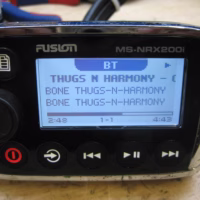 FUSION MS-NRX200i
BT
THUGS N HARMONY - (
BONE THUGS-N-HARMONY
BONE THUGS-N-HARMONY
2:48 1<1 4:43